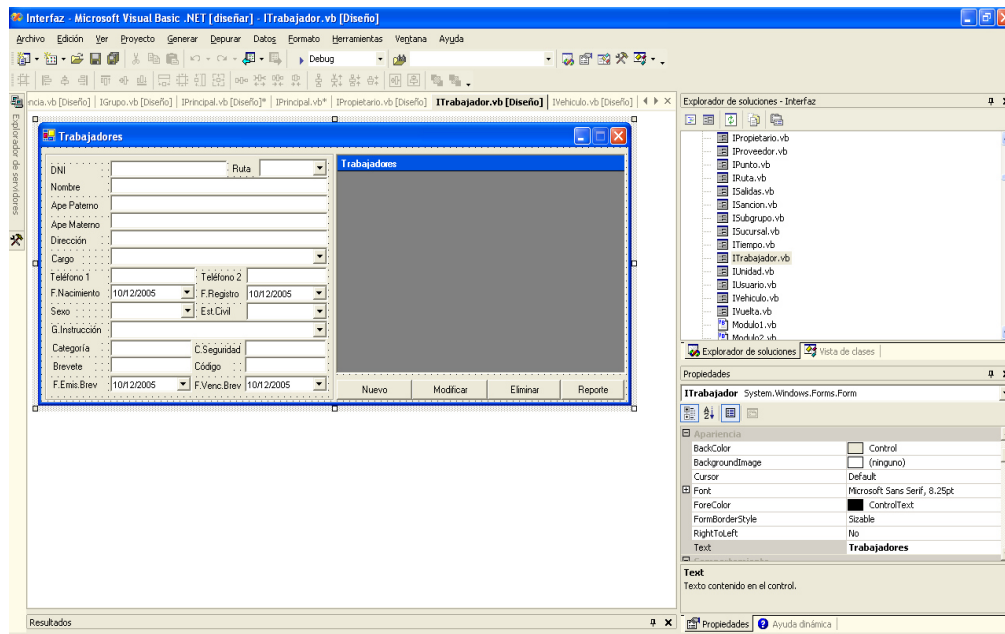 Interfaz - Microsoft Visual Basic .NET [diseñar] - ITrabajador.vb [Diseño]
Archivo Edición Ver Proyecto Generar Depurar Datos Formato Herramientas Ventana Ayuda
Debug
ncia.vb [Diseño] IGrupo.vb [Diseño] IPrincipal.vb [Diseño]* IPrincipal.vb* IPropietario.vb [Diseño] ITrabajador.vb [Diseño] IVehiculo.vb [Diseño]
Explorador de servidores
Trabajadores
DNI
Ruta
Nombre
Ape Paterno
Ape Materno
Dirección
Cargo
Teléfono 1
Teléfono 2
F.Nacimiento 10/12/2005
F.Registro 10/12/2005
Sexo
Est.Civil
G.Instrucción
Categoría
C.Seguridad
Brevete
Código
F.Emis.Brev 10/12/2005
F.Venc.Brev 10/12/2005
Trabajadores
Nuevo
Modificar
Eliminar
Reporte
Resultados
Explorador de soluciones - Interfaz
IPropietario.vb
IProveedor.vb
IPunto.vb
IRuta.vb
ISalidas.vb
ISancion.vb
ISubgrupo.vb
ISucursal.vb
ITiempo.vb
ITrabajador.vb
IUnidad.vb
IUsuario.vb
IVehiculo.vb
IVuelta.vb
Modulo1.vb
Modulo2.vb
Explorador de soluciones
Vista de clases
Propiedades
ITrabajador System.Windows.Forms.Form
Apariencia
BackColor Control
BackgroundImage (ninguno)
Cursor Default
Font Microsoft Sans Serif, 8.25pt
ForeColor ControlText
FormBorderStyle Sizable
RightToLeft No
Text Trabajadores
Text
Texto contenido en el control.
Propiedades
Ayuda dinámica